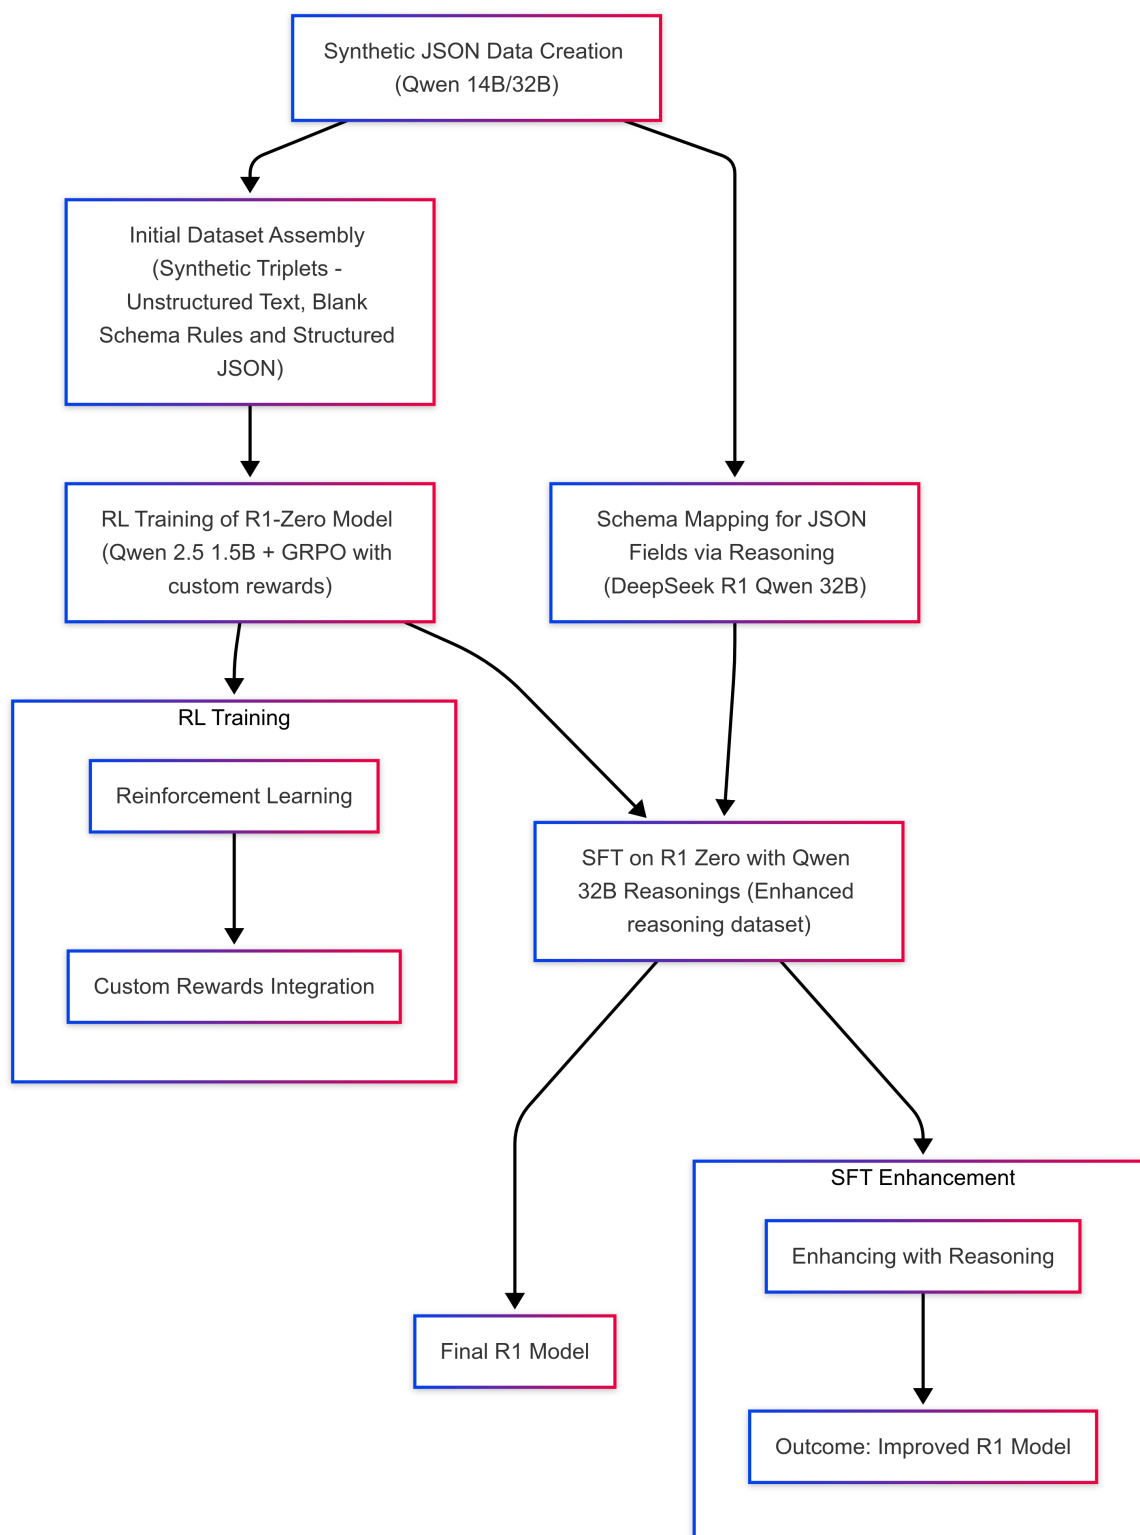 Synthetic JSON Data Creation
(Qwen 14B/32B)
Initial Dataset Assembly
(Synthetic Triplets -
Unstructured Text, Blank
Schema Rules and Structured
JSON)
RL Training of R1-Zero Model
(Qwen 2.5 1.5B + GRPO with
custom rewards)
Schema Mapping for JSON
Fields via Reasoning
(DeepSeek R1 Qwen 32B)
RL Training
Reinforcement Learning
Custom Rewards Integration
SFT on R1 Zero with Qwen
32B Reasonings (Enhanced
reasoning dataset)
Final R1 Model
SFT Enhancement
Enhancing with Reasoning
Outcome: Improved R1 Model